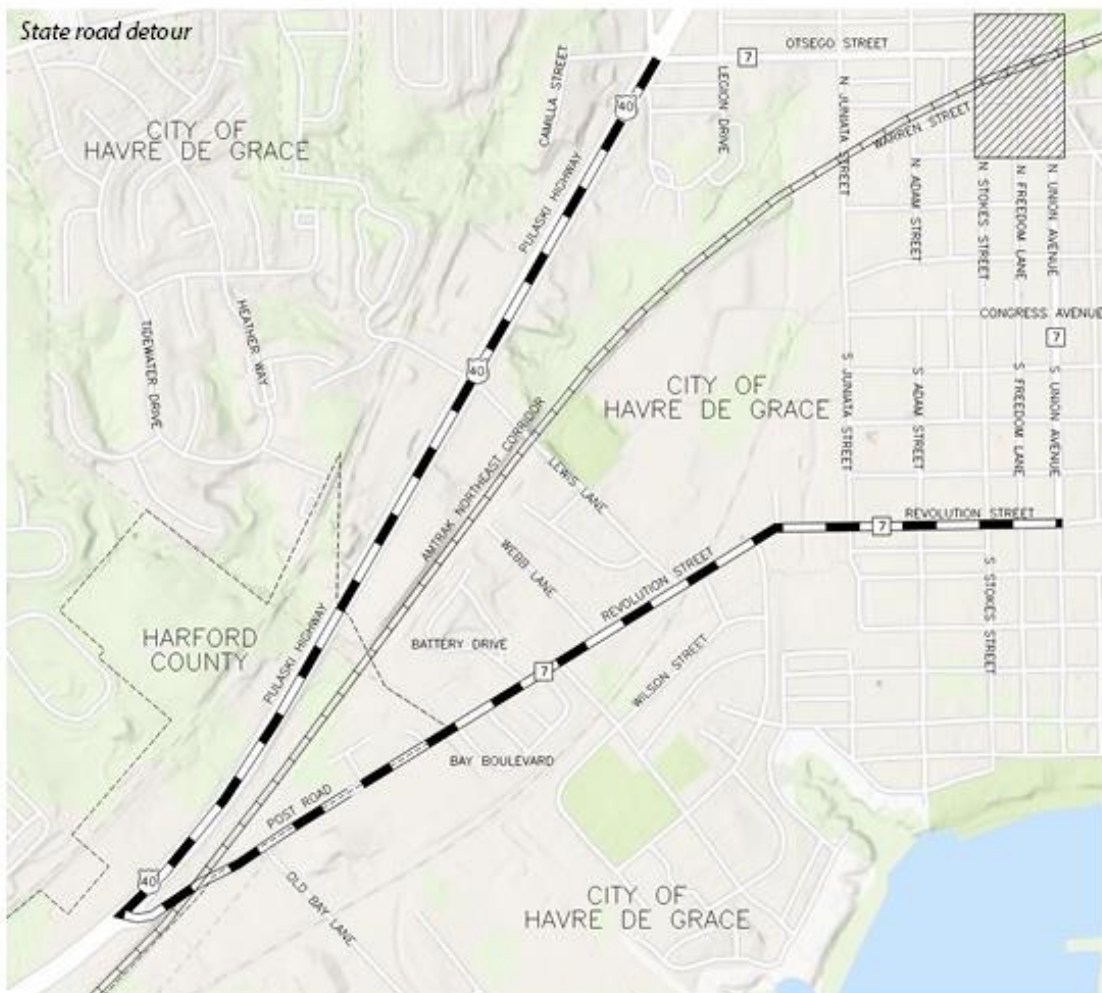 State road detour
OTSEGO STREET
7
CAMILLA STREET
40
LEGION DRIVE
N JUNIATA STREET
WARREN STREET
CITY OF
HAVRE DE GRACE
PULASKI HIGHWAY
N ADAM STREET
N STOKES STREET
N FREEDOM LANE
N UNION AVENUE
TIDEWATER DRIVE
HEATHER WAY
CONGRESS AVENUE
7
40
CITY OF
HAVRE DE GRACE
S JUNIATA STREET
S ADAM STREET
S FREEDOM LANE
S UNION AVENUE
AMTRAK NORTHEAST CORRIDOR
LEWIS LANE
REVOLUTION STREET
7
WEBB LANE
REVOLUTION STREET
S STOKES STREET
HARFORD
COUNTY
PULASKI HIGHWAY
BATTERY DRIVE
7
WILSON STREET
BAY BOULEVARD
POST ROAD
40
OLD BAY LANE
CITY OF
HAVRE DE GRACE